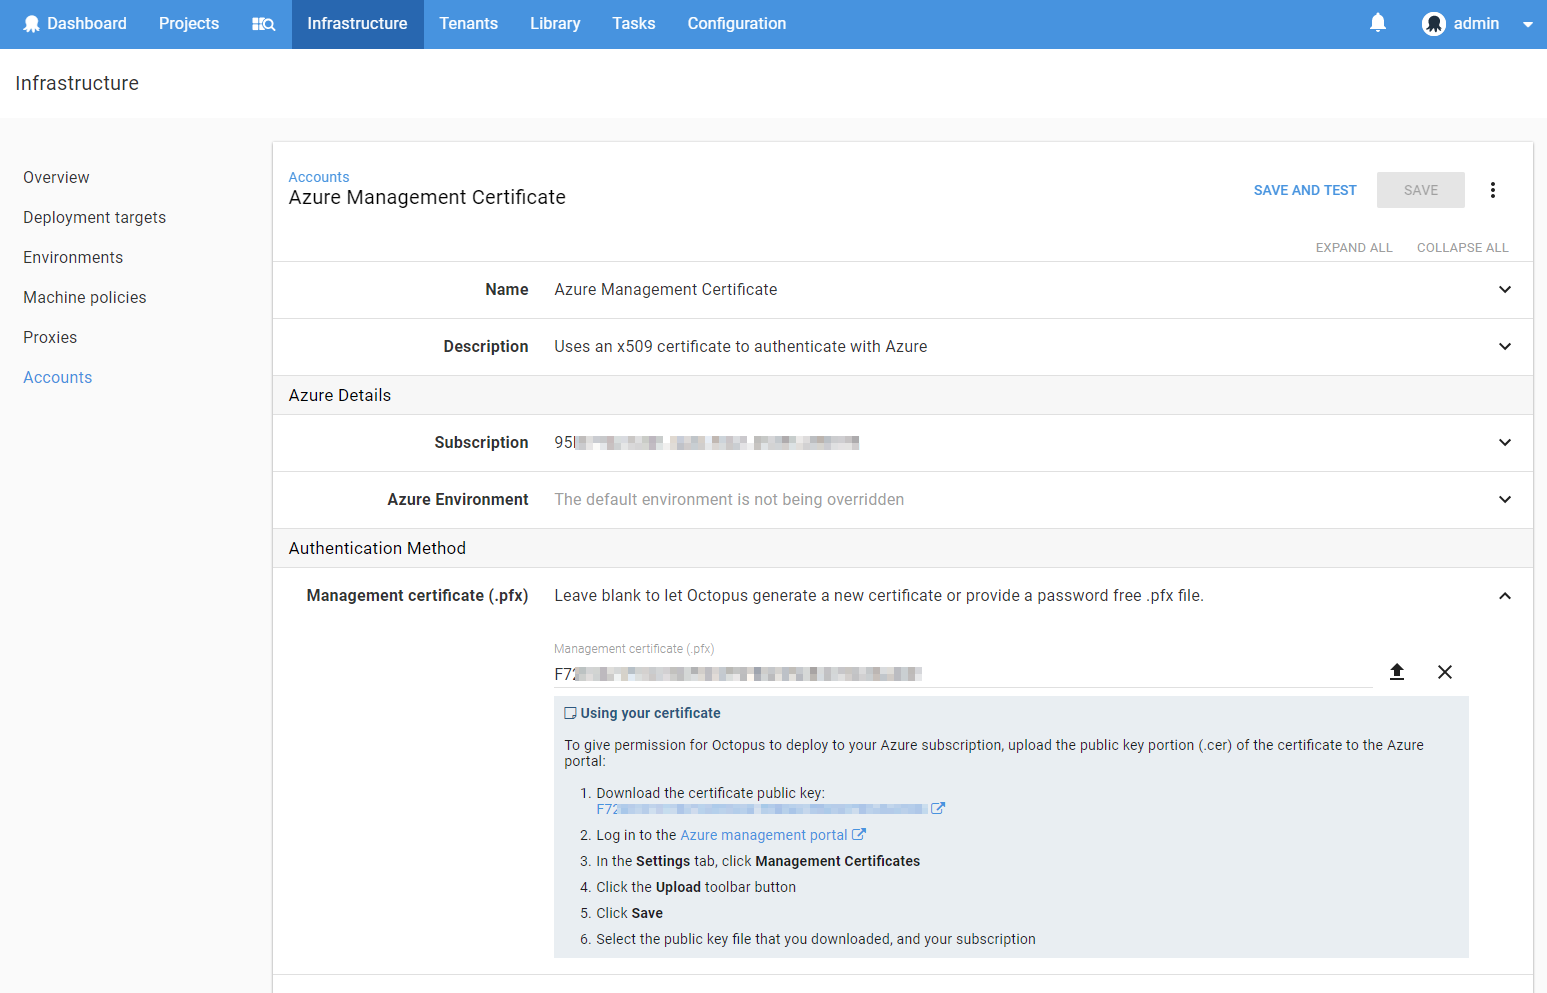 Dashboard Projects Infrastructure Tenants Library Tasks Configuration admin
Infrastructure
Overview
Deployment targets
Environments
Machine policies
Proxies
Accounts
Accounts
Azure Management Certificate
SAVE AND TEST SAVE
EXPAND ALL COLLAPSE ALL
Name Azure Management Certificate
Description Uses an x509 certificate to authenticate with Azure
Azure Details
Subscription 95
Azure Environment The default environment is not being overridden
Authentication Method
Management certificate (.pfx) Leave blank to let Octopus generate a new certificate or provide a password free .pfx file.
Management certificate (.pfx)
F72
Using your certificate
To give permission for Octopus to deploy to your Azure subscription, upload the public key portion (.cer) of the certificate to the Azure
portal:
1. Download the certificate public key:
F72
2. Log in to the Azure management portal
3. In the Settings tab, click Management Certificates
4. Click the Upload toolbar button
5. Click Save
6. Select the public key file that you downloaded, and your subscription